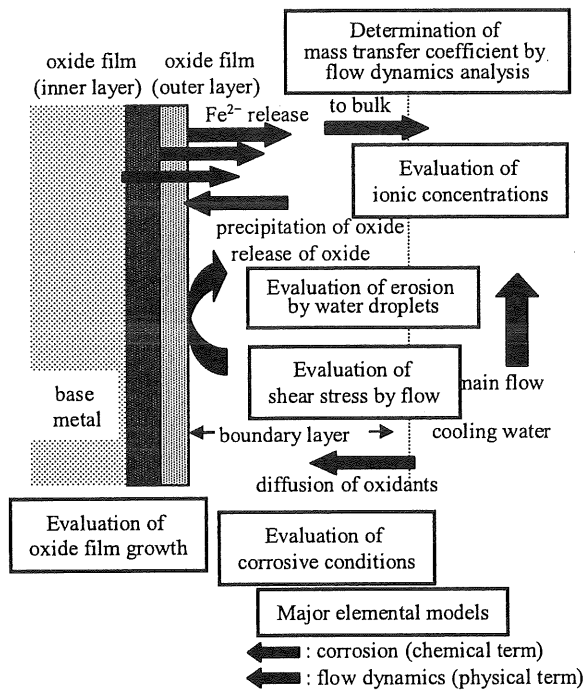 oxide film
(inner layer)
oxide film
(outer layer)
Determination of
mass transfer coefficient by
flow dynamics analysis
Fe²⁻ release
to bulk
Evaluation of
ionic concentrations
precipitation of oxide
release of oxide
Evaluation of erosion
by water droplets
Evaluation of
shear stress by flow
main flow
base
metal
boundary layer
cooling water
diffusion of oxidants
Evaluation of
oxide film growth
Evaluation of
corrosive conditions
Major elemental models
: corrosion (chemical term)
: flow dynamics (physical term)